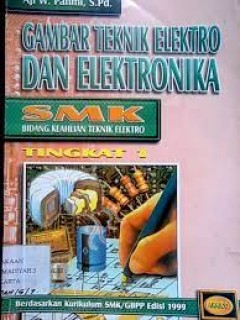 Aji W. Pahmi, S.Pd.
GAMBAR TEKNIK ELEKTRO
DAN ELEKTRONIKA
SMK
BIDANG KEAHLIAN TEKNIK ELEKTRO
TINGKAT 1
Berdasarkan Kurikulum SMK/GBPP Edisi 1999